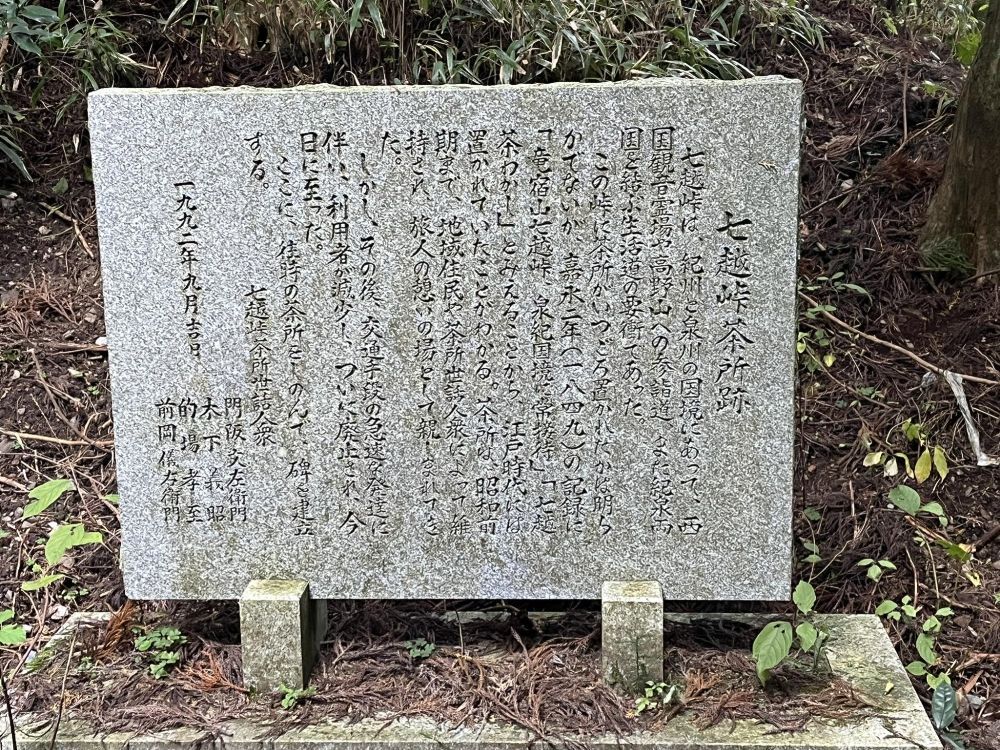 七越峠茶所跡
七越峠は、紀州と泉州の国境にあって、西
国観音霊場や高野山への参詣道、また紀泉両
国を結ぶ生活道の要衝であった。
この峠に茶所がいつごろ置かれたかは明ら
かでないが、嘉永二年(一八四九)の記録に
「竜宿山七越峠、泉紀国境、常接待」「七越
茶わかし」とみえることから、江戸時代には
置かれていたことがわかる。茶所は、昭和前
期まで、地域住民や茶所世話人衆によって維
持され、旅人の憩いの場として親しまれてき
た。
しかし、その後、交通手段の急速な発達に
伴い、利用者が減少し、ついに廃止され、今
日に至った。
ここに、往時の茶所をしのんで、碑を建立
する。
七越峠茶所世話人衆
門阪文左衛門
木下義昭
的場孝至
前岡儀右衛門
一九九二年九月吉日